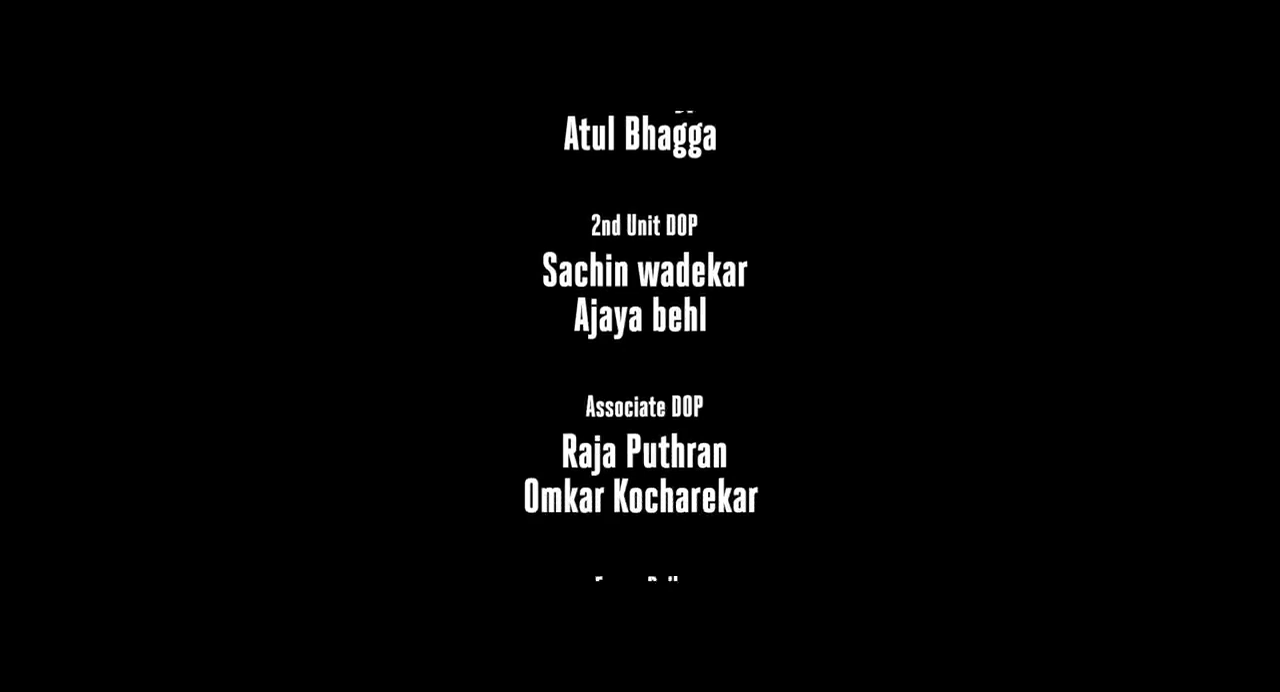 Atul Bhagga
2nd Unit DOP
Sachin wadekar
Ajaya behl
Associate DOP
Raja Puthran
Omkar Kocharekar